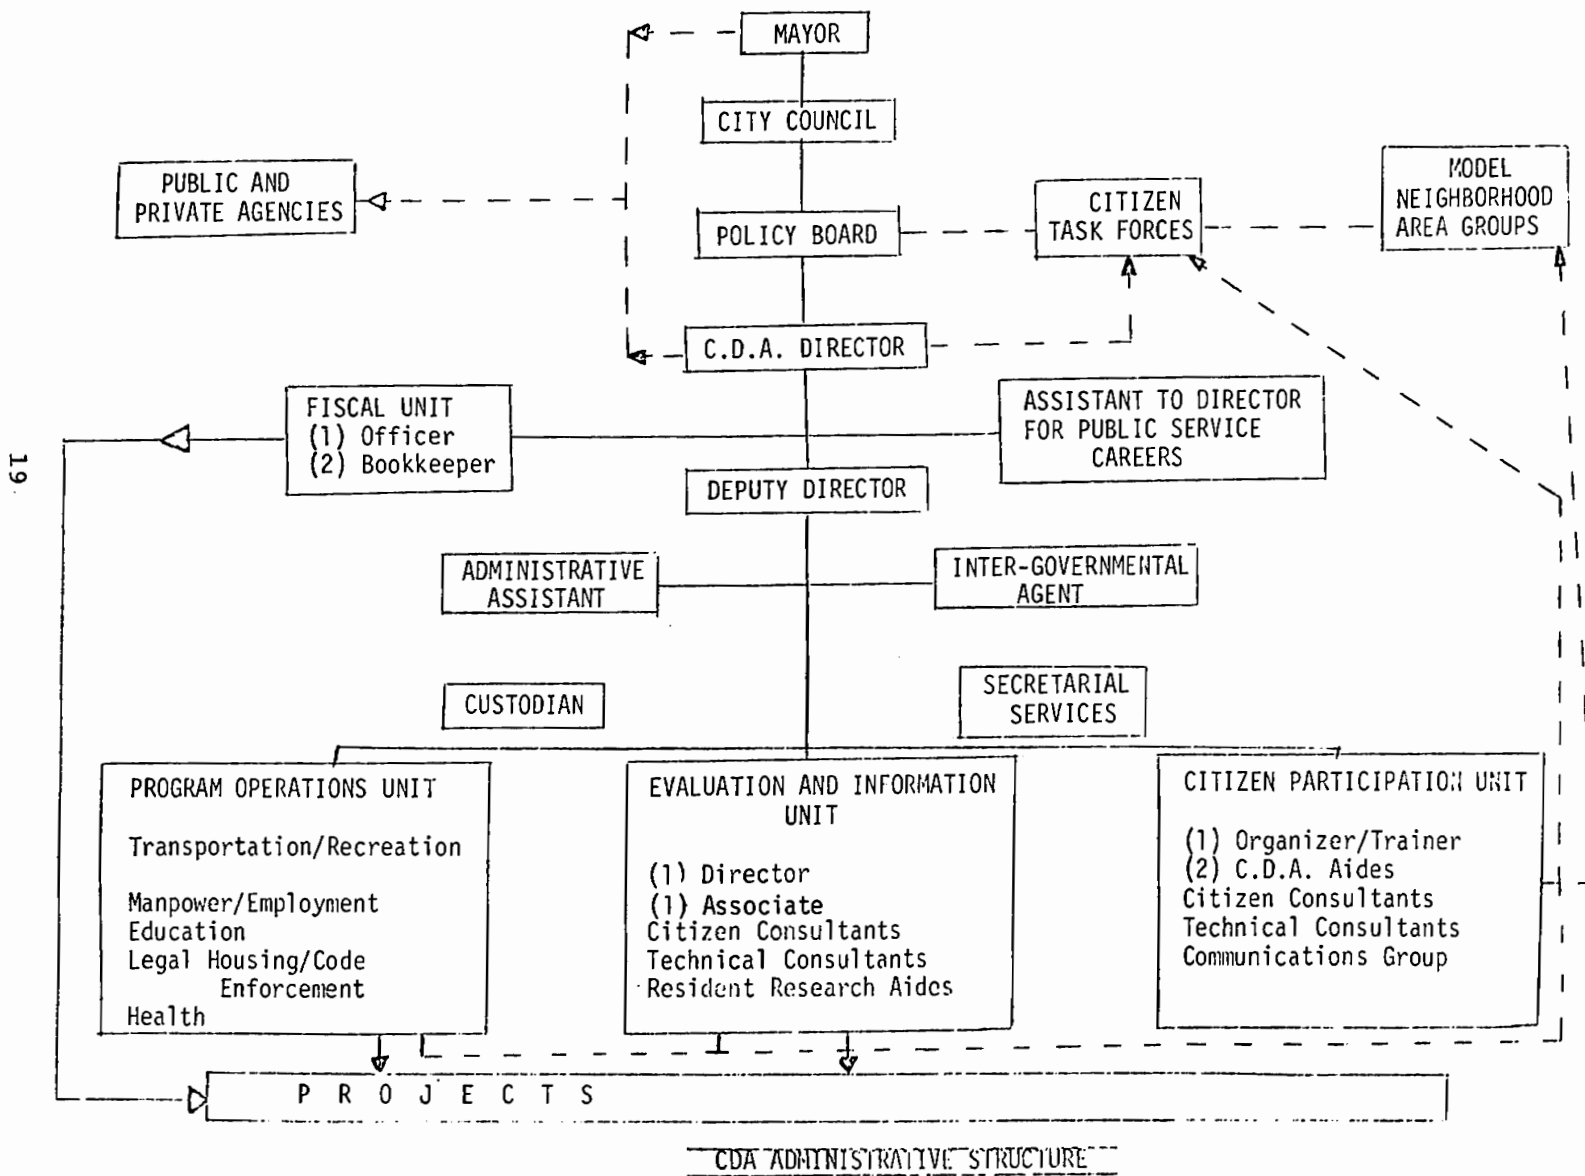 MAYOR
CITY COUNCIL
PUBLIC AND
PRIVATE AGENCIES
POLICY BOARD
CITIZEN
TASK FORCES
MODEL
NEIGHBORHOOD
AREA GROUPS
C.D.A. DIRECTOR
FISCAL UNIT
(1) Officer
(2) Bookkeeper
ASSISTANT TO DIRECTOR
FOR PUBLIC SERVICE
CAREERS
19
DEPUTY DIRECTOR
ADMINISTRATIVE
ASSISTANT
INTER-GOVERNMENTAL
AGENT
CUSTODIAN
SECRETARIAL
SERVICES
PROGRAM OPERATIONS UNIT
Transportation/Recreation
Manpower/Employment
Education
Legal Housing/Code
Enforcement
Health
EVALUATION AND INFORMATION
UNIT
(1) Director
(1) Associate
Citizen Consultants
Technical Consultants
Resident Research Aides
CITIZEN PARTICIPATION UNIT
(1) Organizer/Trainer
(2) C.D.A. Aides
Citizen Consultants
Technical Consultants
Communications Group
P R O J E C T S
CDA ADMINISTRATIVE STRUCTURE